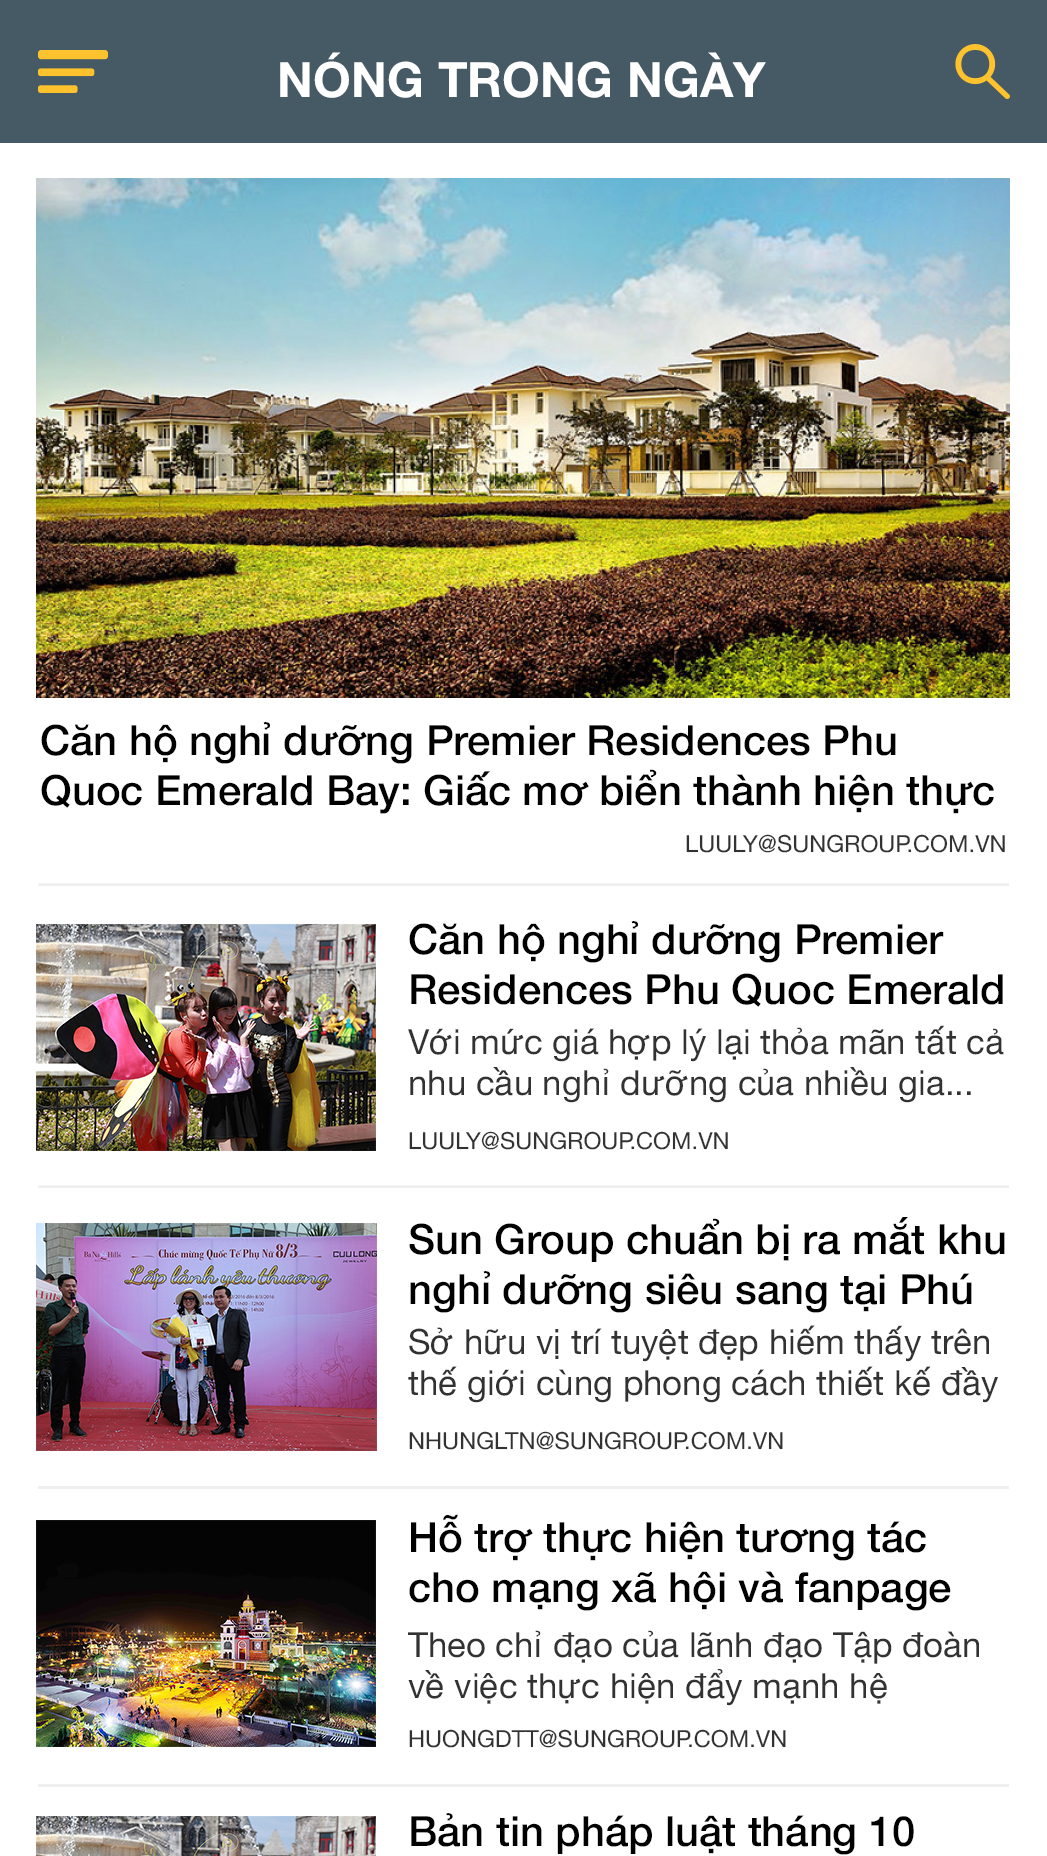 NÓNG TRONG NGÀY
Căn hộ nghỉ dưỡng Premier Residences Phu
Quoc Emerald Bay: Giấc mơ biển thành hiện thực
LUULY@SUNGROUP.COM.VN
Căn hộ nghỉ dưỡng Premier
Residences Phu Quoc Emerald
Với mức giá hợp lý lại thỏa mãn tất cả
nhu cầu nghỉ dưỡng của nhiều gia...
LUULY@SUNGROUP.COM.VN
Bà Nà Hills
Chúc mừng Quốc Tế Phụ Nữ 8/3
CUULONG
JEWELRY
Lấp lánh yêu thương
Sun Group chuẩn bị ra mắt khu
nghỉ dưỡng siêu sang tại Phú
Sở hữu vị trí tuyệt đẹp hiếm thấy trên
thế giới cùng phong cách thiết kế đầy
NHUNGLTN@SUNGROUP.COM.VN
Hỗ trợ thực hiện tương tác
cho mạng xã hội và fanpage
Theo chỉ đạo của lãnh đạo Tập đoàn
về việc thực hiện đẩy mạnh hệ
HUONGDTT@SUNGROUP.COM.VN
Bản tin pháp luật tháng 10